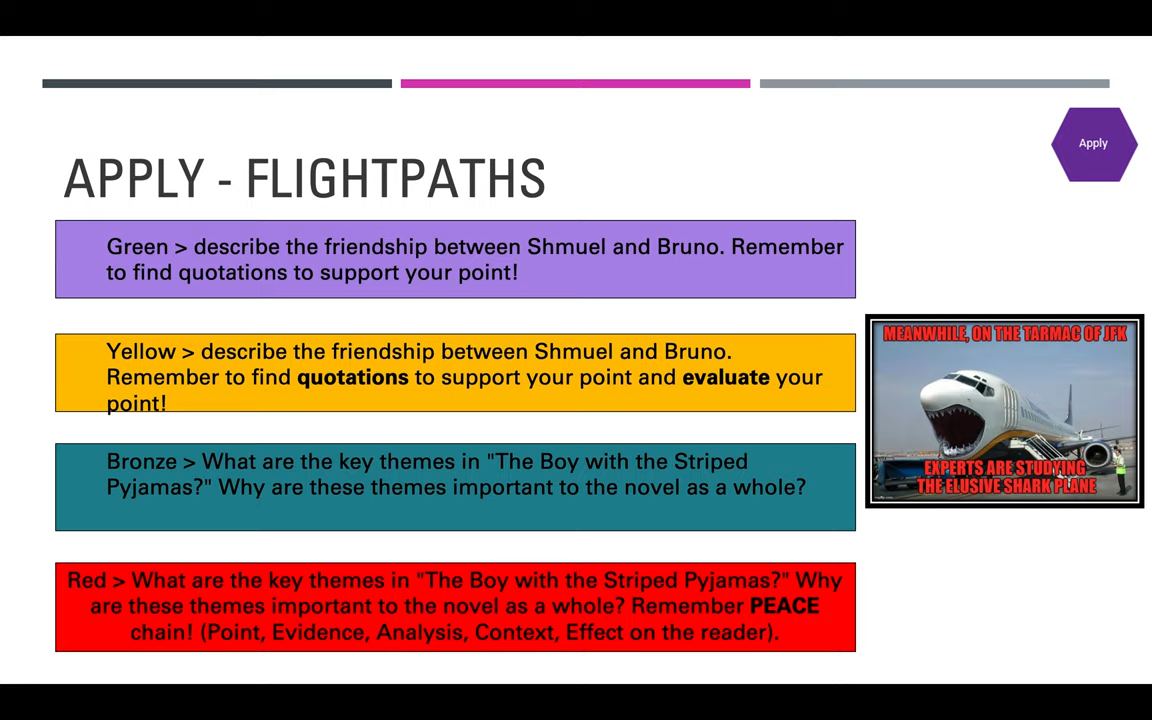 Apply
APPLY - FLIGHTPATHS
Green > describe the friendship between Shmuel and Bruno. Remember
to find quotations to support your point!
Yellow > describe the friendship between Shmuel and Bruno.
Remember to find quotations to support your point and evaluate your
point!
MEANWHILE, ON THE TARMAC OF JFK
EXPERTS ARE STUDYING
THE ELUSIVE SHARK PLANE
Bronze > What are the key themes in "The Boy with the Striped
Pyjamas?" Why are these themes important to the novel as a whole?
Red > What are the key themes in "The Boy with the Striped Pyjamas?" Why
are these themes important to the novel as a whole? Remember PEACE
chain! (Point, Evidence, Analysis, Context, Effect on the reader).